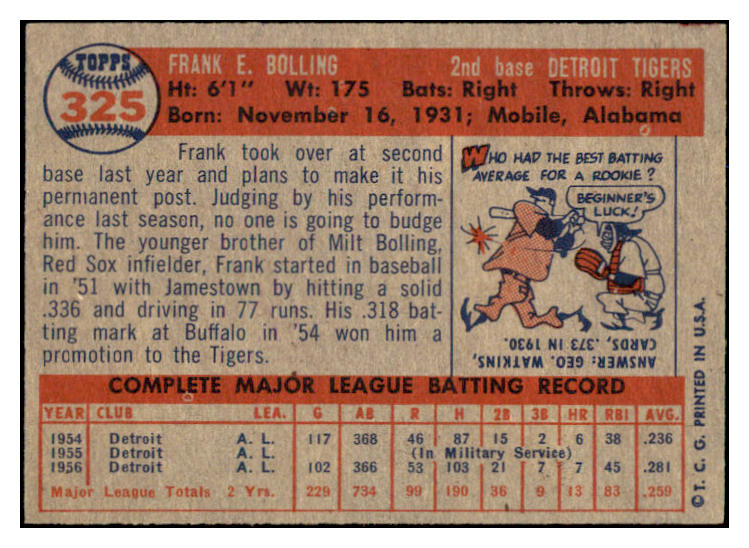 TOPPS
325
FRANK E. BOLLING 2nd base DETROIT TIGERS
Ht: 6'1" Wt: 175 Bats: Right Throws: Right
Born: November 16, 1931; Mobile, Alabama
Frank took over at second
base last year and plans to make it his
permanent post. Judging by his perform-
ance last season, no one is going to budge
him. The younger brother of Milt Bolling,
Red Sox infielder, Frank started in baseball
in '51 with Jamestown by hitting a solid
.336 and driving in 77 runs. His .318 bat-
ting mark at Buffalo in '54 won him a
promotion to the Tigers.
WHO HAD THE BEST BATTING
AVERAGE FOR A ROOKIE?
BEGINNER'S
LUCK!
ANSWER: GEO. WATKINS,
CARDS, .373 IN 1930.
COMPLETE MAJOR LEAGUE BATTING RECORD
YEAR CLUB LEA. G AB R H 2B 3B HR RBI AVG.
1954 Detroit A. L. 117 368 46 87 15 2 6 38 .236
1955 Detroit A. L. (In Military Service)
1956 Detroit A. L. 102 366 53 103 21 7 7 45 .281
Major League Totals 2 Yrs. 229 734 99 190 36 9 13 83 .259
© T. C. G. PRINTED IN U.S.A.